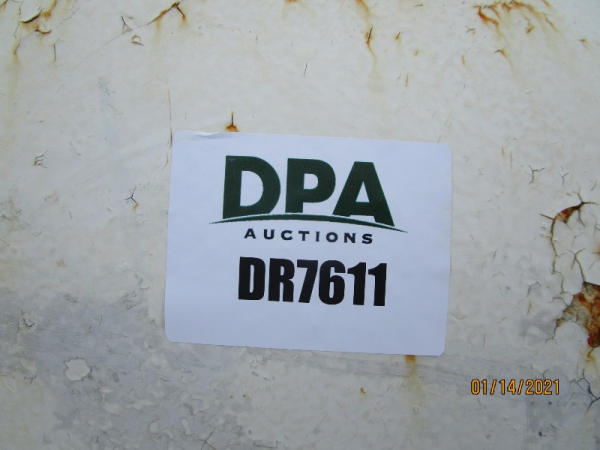 DPA
AUCTIONS
DR7611
01/14/2021